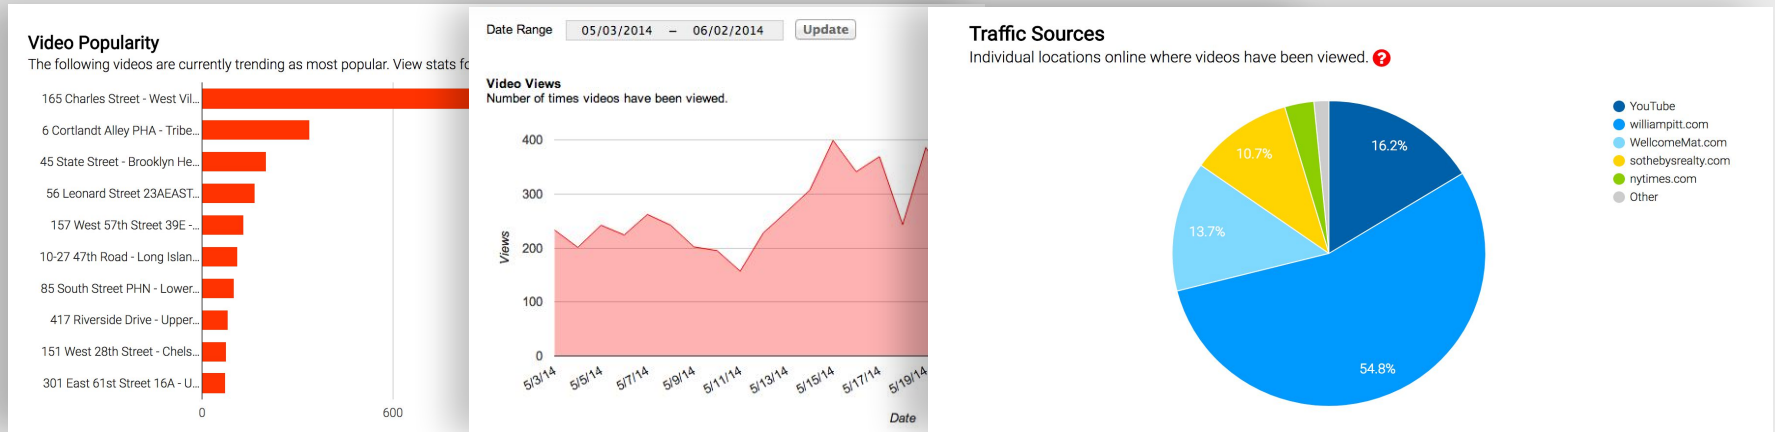 Video Popularity
The following videos are currently trending as most popular. View stats fo
165 Charles Street - West Vil...
6 Cortlandt Alley PHA - Tribe...
45 State Street - Brooklyn He...
56 Leonard Street 23AEAST...
157 West 57th Street 39E -...
10-27 47th Road - Long Islan...
85 South Street PHN - Lower...
417 Riverside Drive - Upper...
151 West 28th Street - Chels...
301 East 61st Street 16A - U...
0 600
Date Range 05/03/2014 – 06/02/2014 Update
Video Views
Number of times videos have been viewed.
400
300
200
100
0
Views
5/3/14 5/5/14 5/7/14 5/9/14 5/11/14 5/13/14 5/15/14 5/17/14 5/19/14
Date
Traffic Sources
Individual locations online where videos have been viewed. ?
16.2%
10.7%
13.7%
54.8%
YouTube
williampitt.com
WellcomeMat.com
sothebysrealty.com
nytimes.com
Other